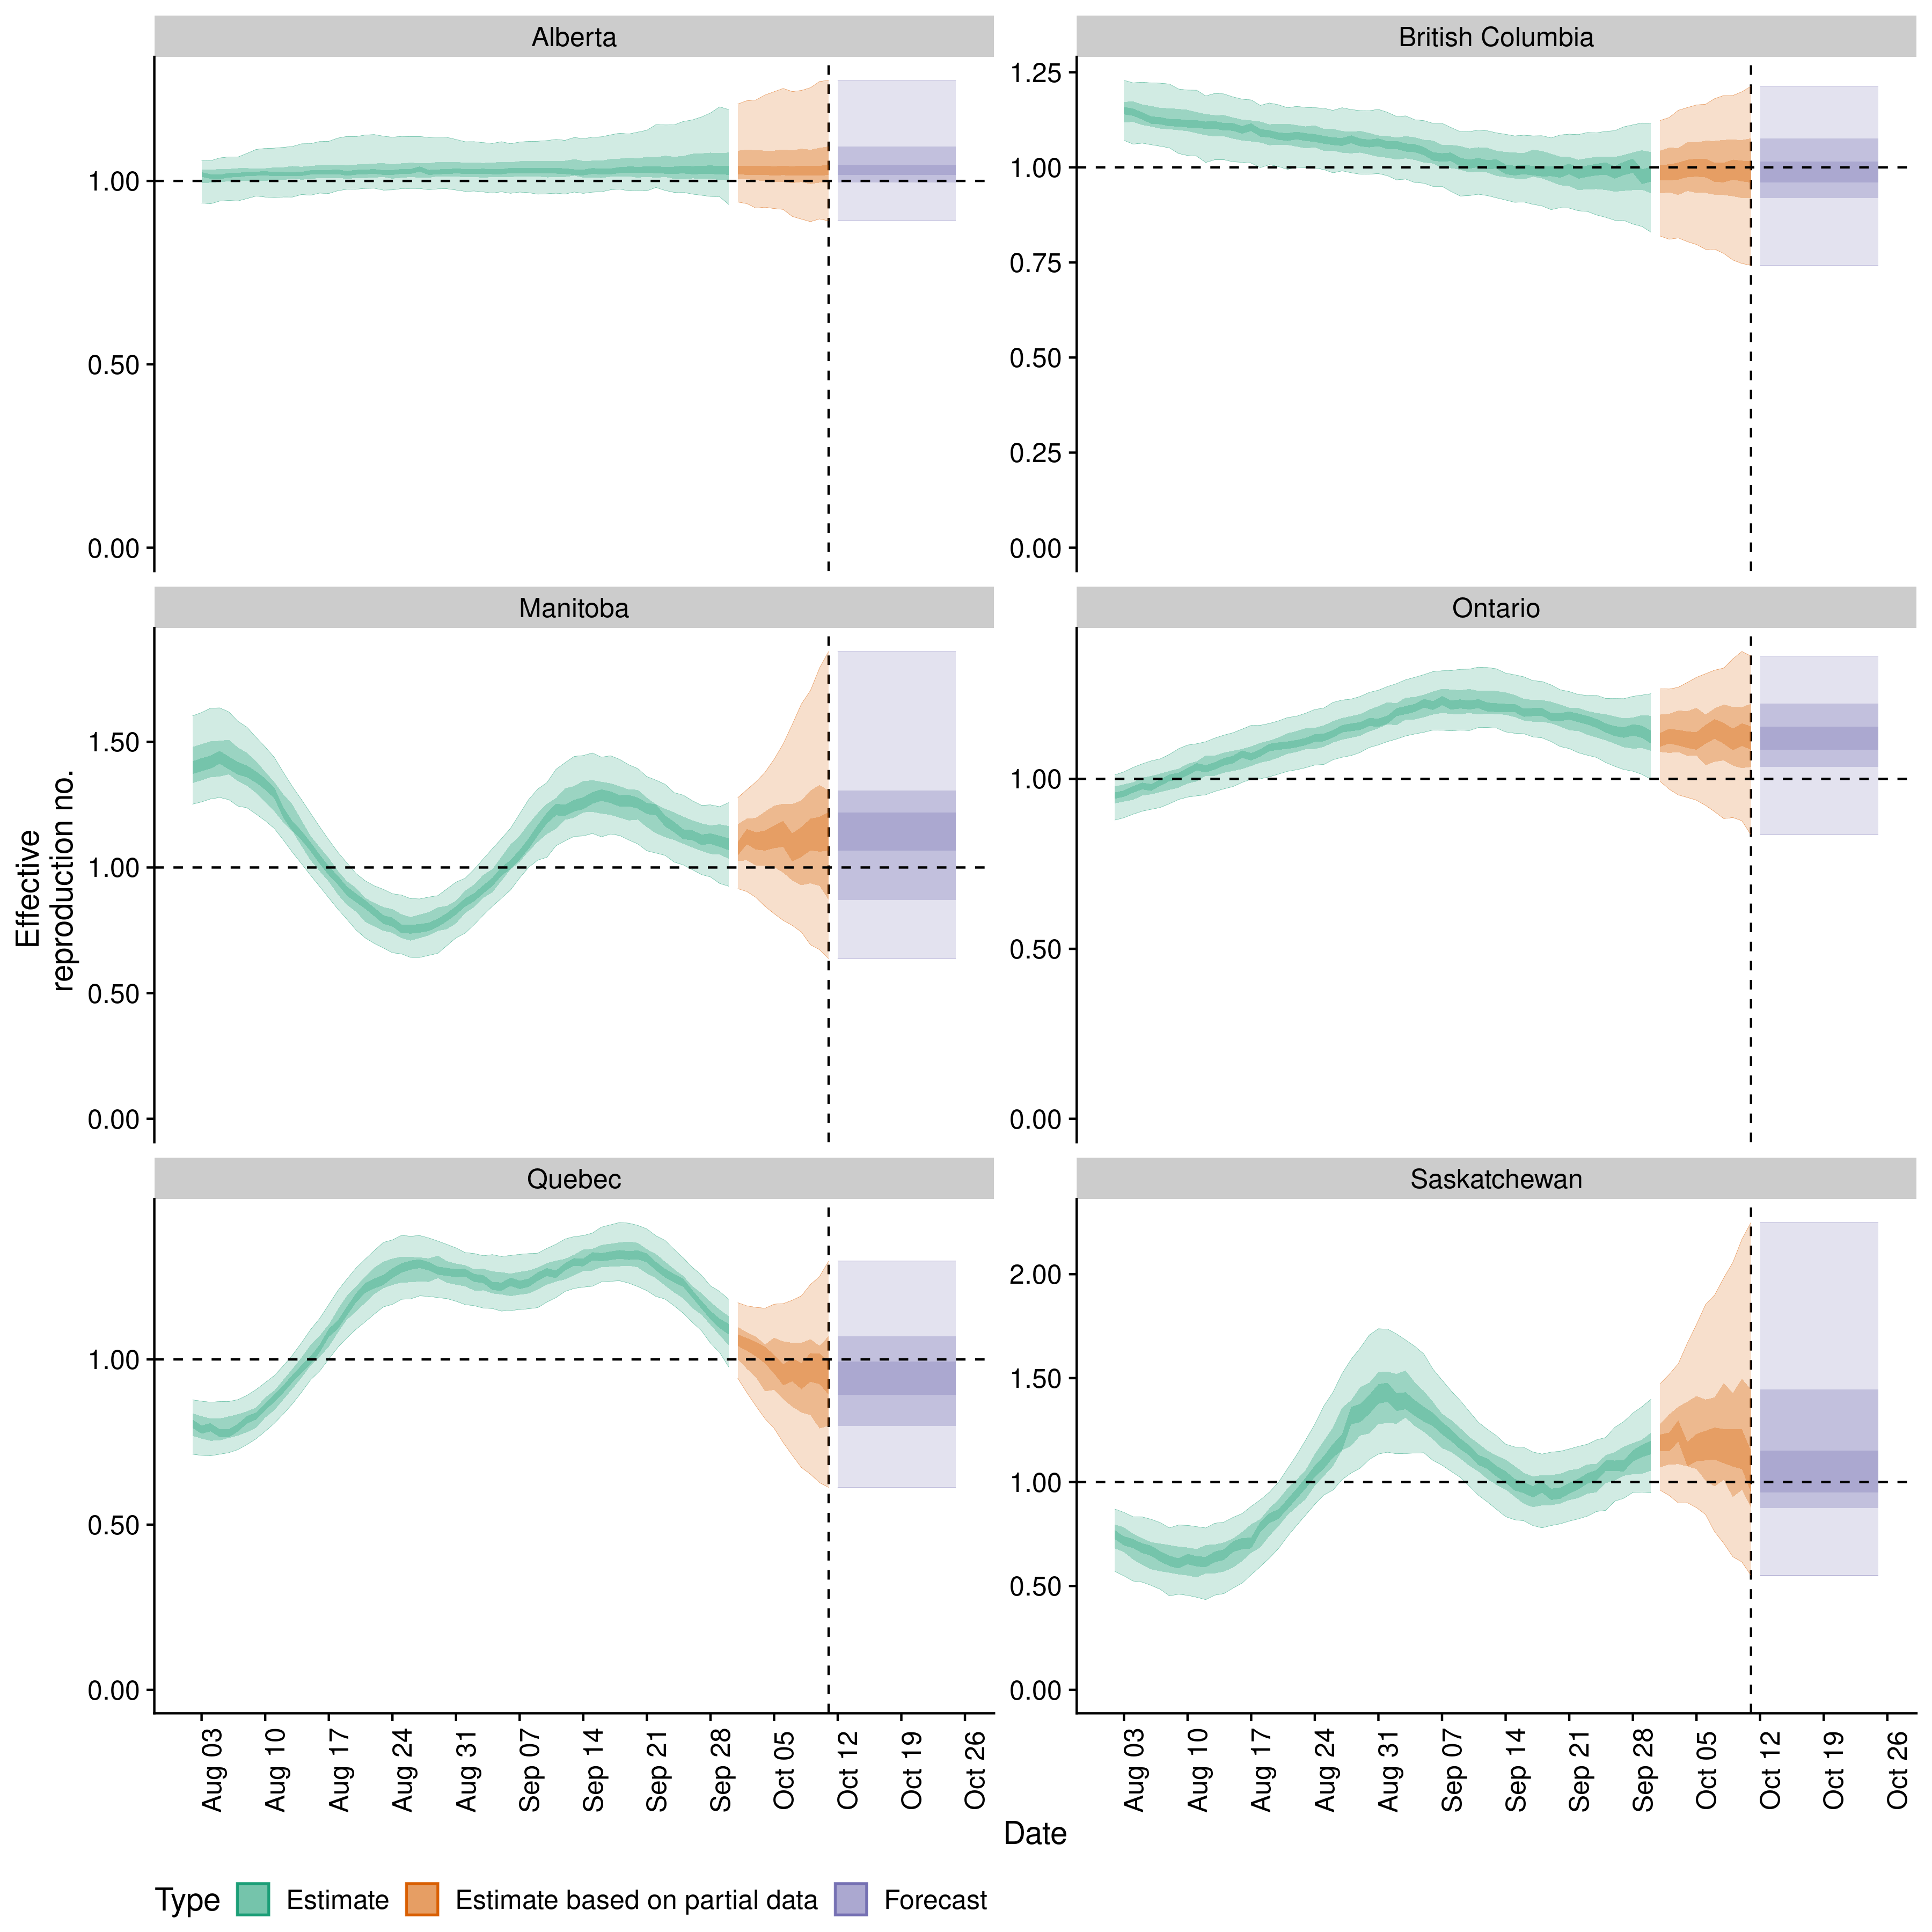 Alberta
British Columbia
1.00
0.50
0.00
1.25
1.00
0.75
0.50
0.25
0.00
Manitoba
Ontario
Effective
reproduction no.
1.50
1.00
0.50
0.00
1.00
0.50
0.00
Quebec
Saskatchewan
1.00
0.50
0.00
2.00
1.50
1.00
0.50
0.00
Aug 03
Aug 10
Aug 17
Aug 24
Aug 31
Sep 07
Sep 14
Sep 21
Sep 28
Oct 05
Oct 12
Oct 19
Oct 26
Aug 03
Aug 10
Aug 17
Aug 24
Aug 31
Sep 07
Sep 14
Sep 21
Sep 28
Oct 05
Oct 12
Oct 19
Oct 26
Date
Type Estimate Estimate based on partial data Forecast